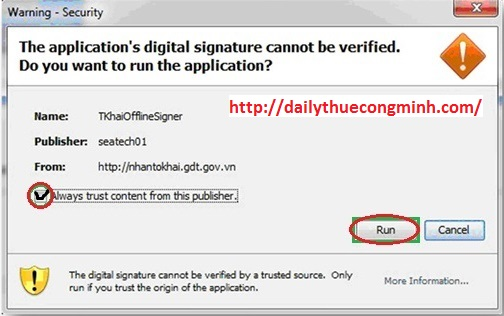 Warning - Security
The application's digital signature cannot be verified.
Do you want to run the application?
http://dailythuecongminh.com/
Name: TKhaiOfflineSigner
Publisher: seatech01
From: http://nhantokhai.gdt.gov.vn
Always trust content from this publisher.
Run Cancel
The digital signature cannot be verified by a trusted source. Only
run if you trust the origin of the application.
More Information...